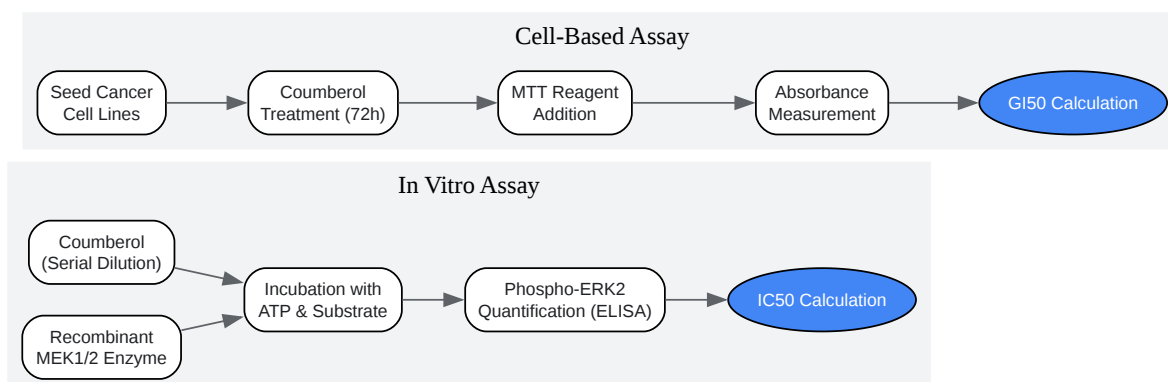 Cell-Based Assay
Seed Cancer
Cell Lines
Coumberol
Treatment (72h)
MTT Reagent
Addition
Absorbance
Measurement
GI50 Calculation
In Vitro Assay
Coumberol
(Serial Dilution)
Recombinant
MEK1/2 Enzyme
Incubation with
ATP & Substrate
Phospho-ERK2
Quantification (ELISA)
IC50 Calculation